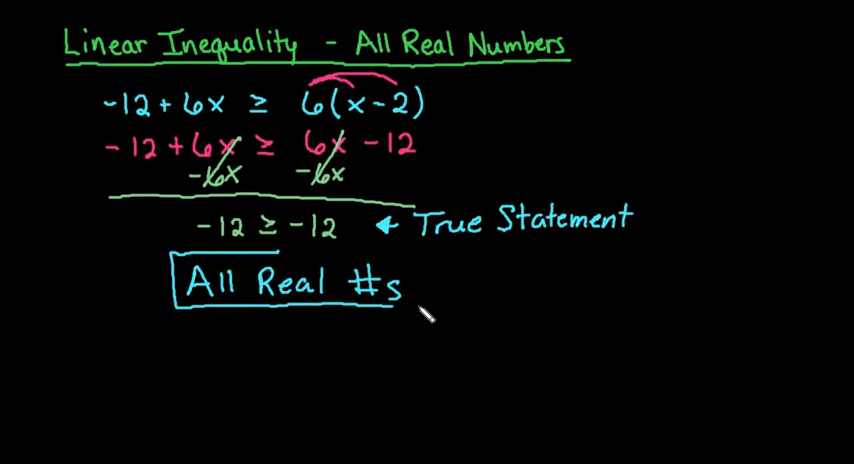 Linear Inequality - All Real Numbers
-12 + 6x ≥ 6(x - 2)
-12 + 6x ≥ 6x - 12
-6x -6x
-12 ≥ -12 ← True Statement
All Real #s